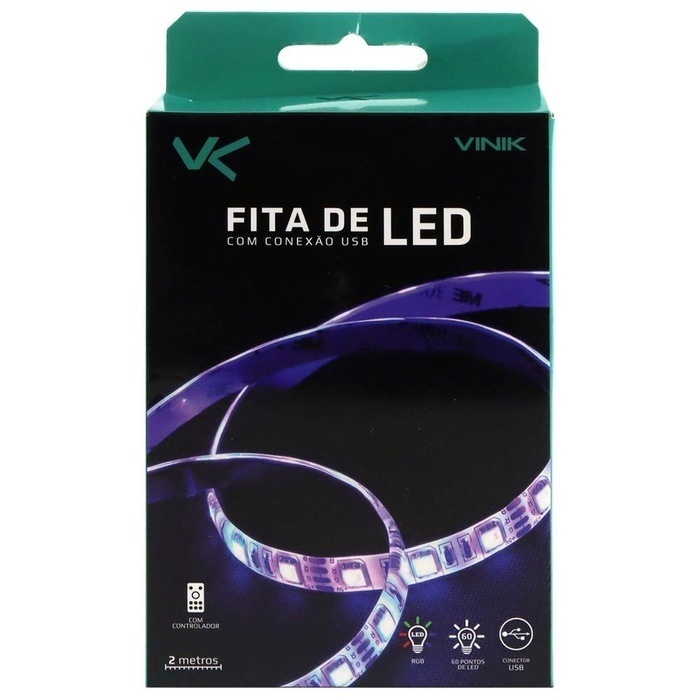 VK
VINIK
FITA DE LED
COM CONEXÃO USB
COM
CONTROLADOR
2 metros
LED
RGB
60
60 PONTOS
DE LED
CONECTOR
USB